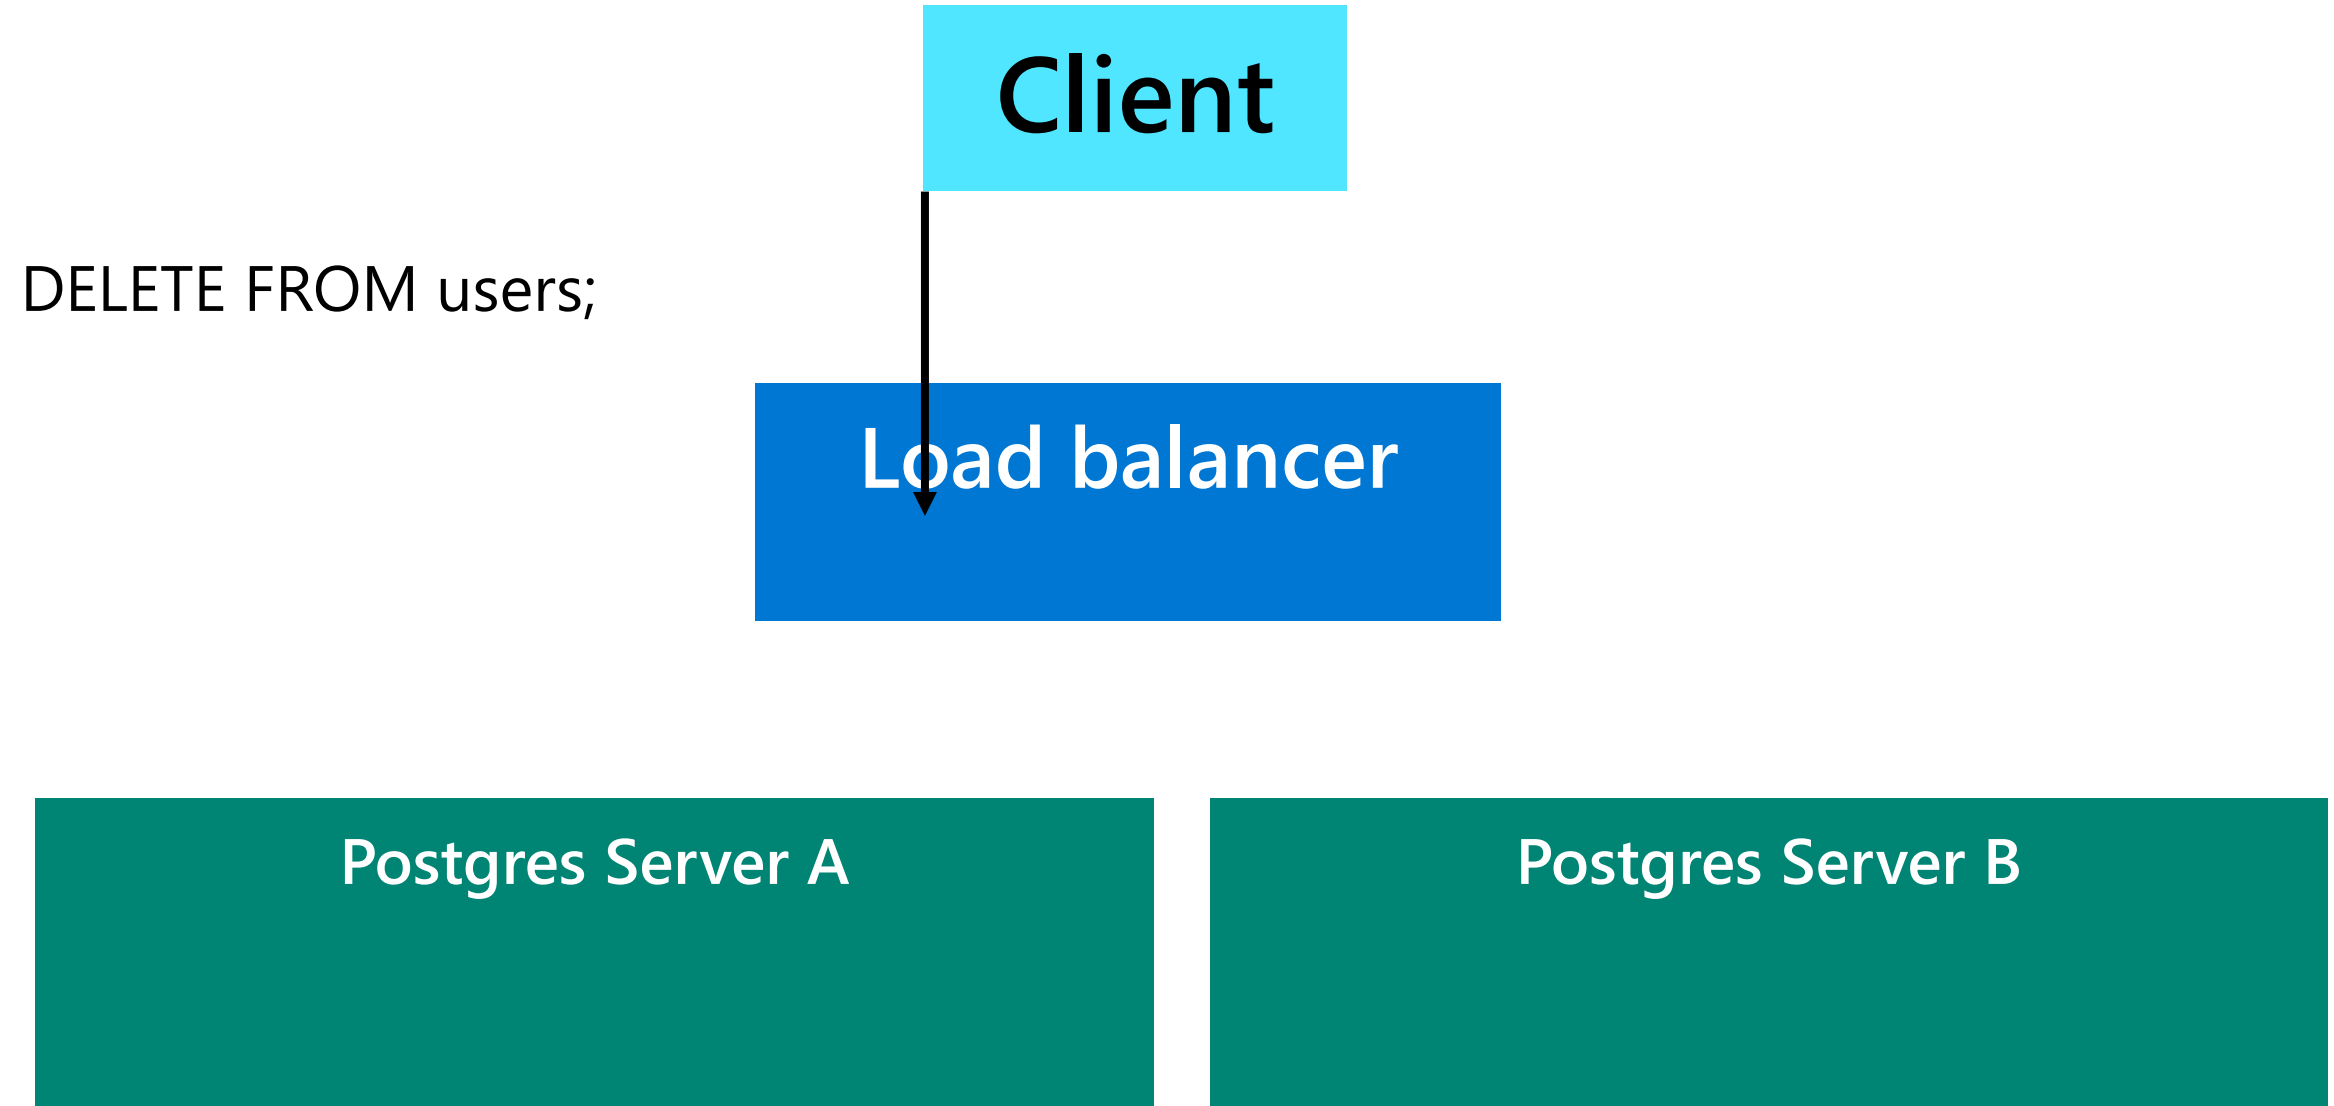 Client
DELETE FROM users;
Load balancer
Postgres Server A
Postgres Server B